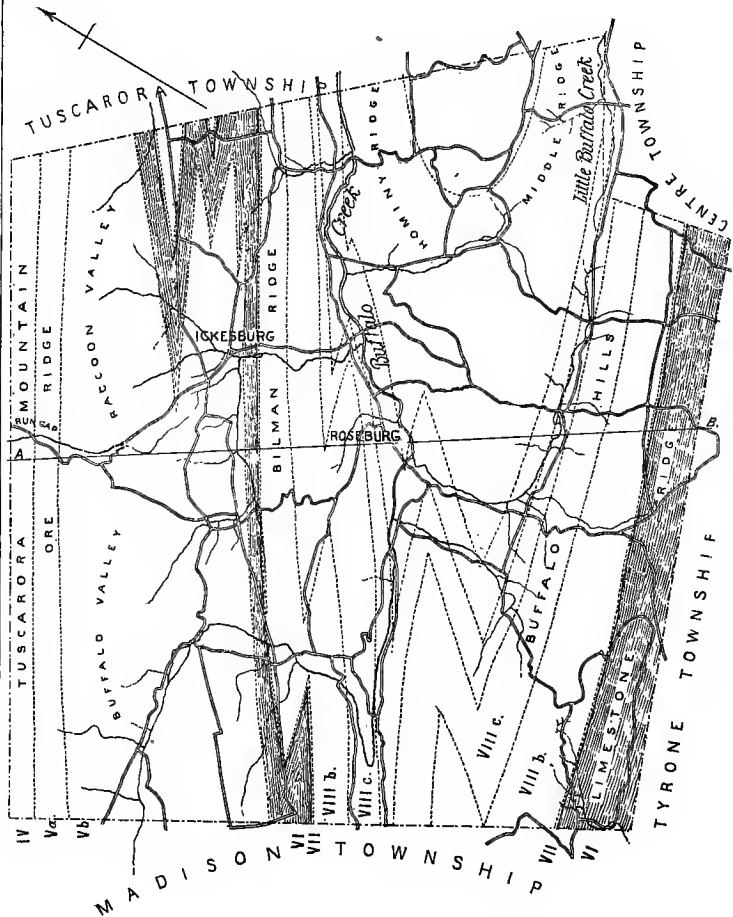 TUSCARORA TOWNSHIP
CENTRE TOWNSHIP
TYRONE TOWNSHIP
MADISON TOWNSHIP
TUSCARORA MOUNTAIN
ORE RIDGE
RACCOON VALLEY
BUFFALO VALLEY
RUN GAP
A
ICKESBURG
BILMAN RIDGE
ROSEBURG
Buffalo Creek
HOMINY RIDGE
MIDDLE RIDGE
Little Buffalo Creek
BUFFALO HILLS
LIMESTONE RIDGE
B.
IV
Va
Vb
VI
VII
VIII b.
VIII c.
VIII c.
VIII b.
VII
VI